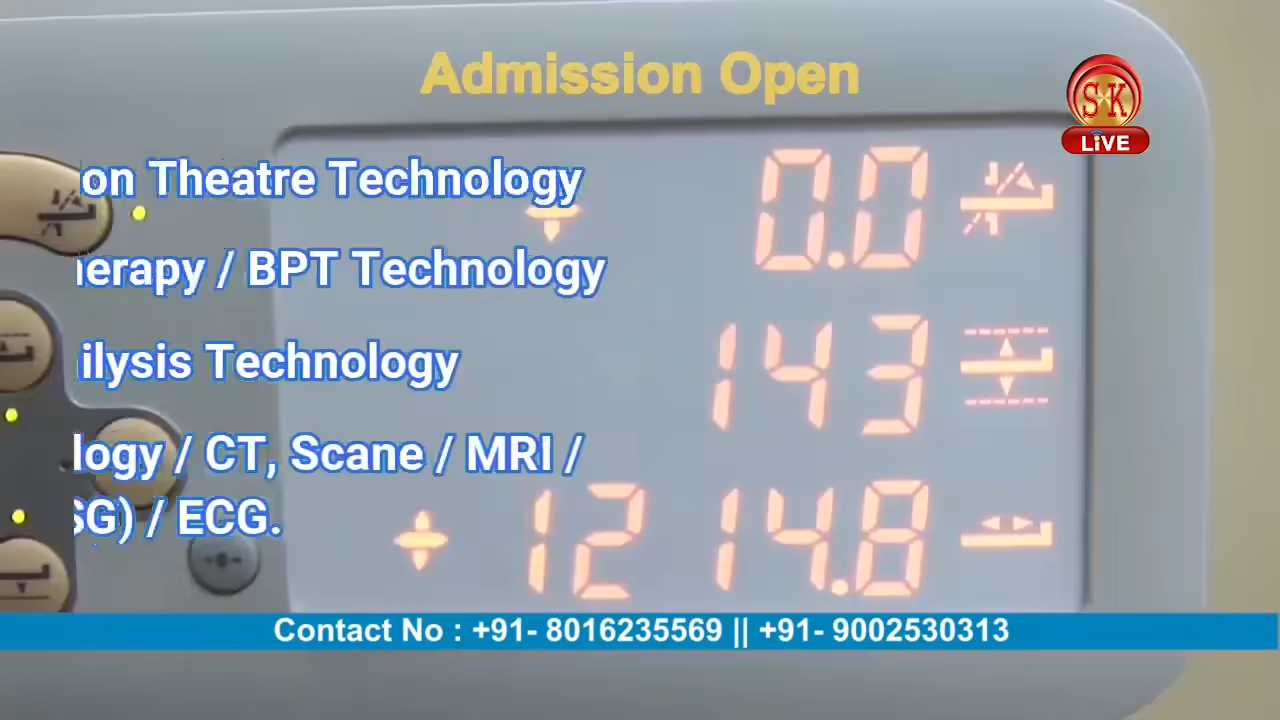 Admission Open
SK
LiVE
on Theatre Technology
0.0
erapy / BPT Technology
143
ilysis Technology
logy / CT, Scane / MRI /
G) / ECG.
12 14.8
Contact No : +91- 8016235569 || +91- 9002530313